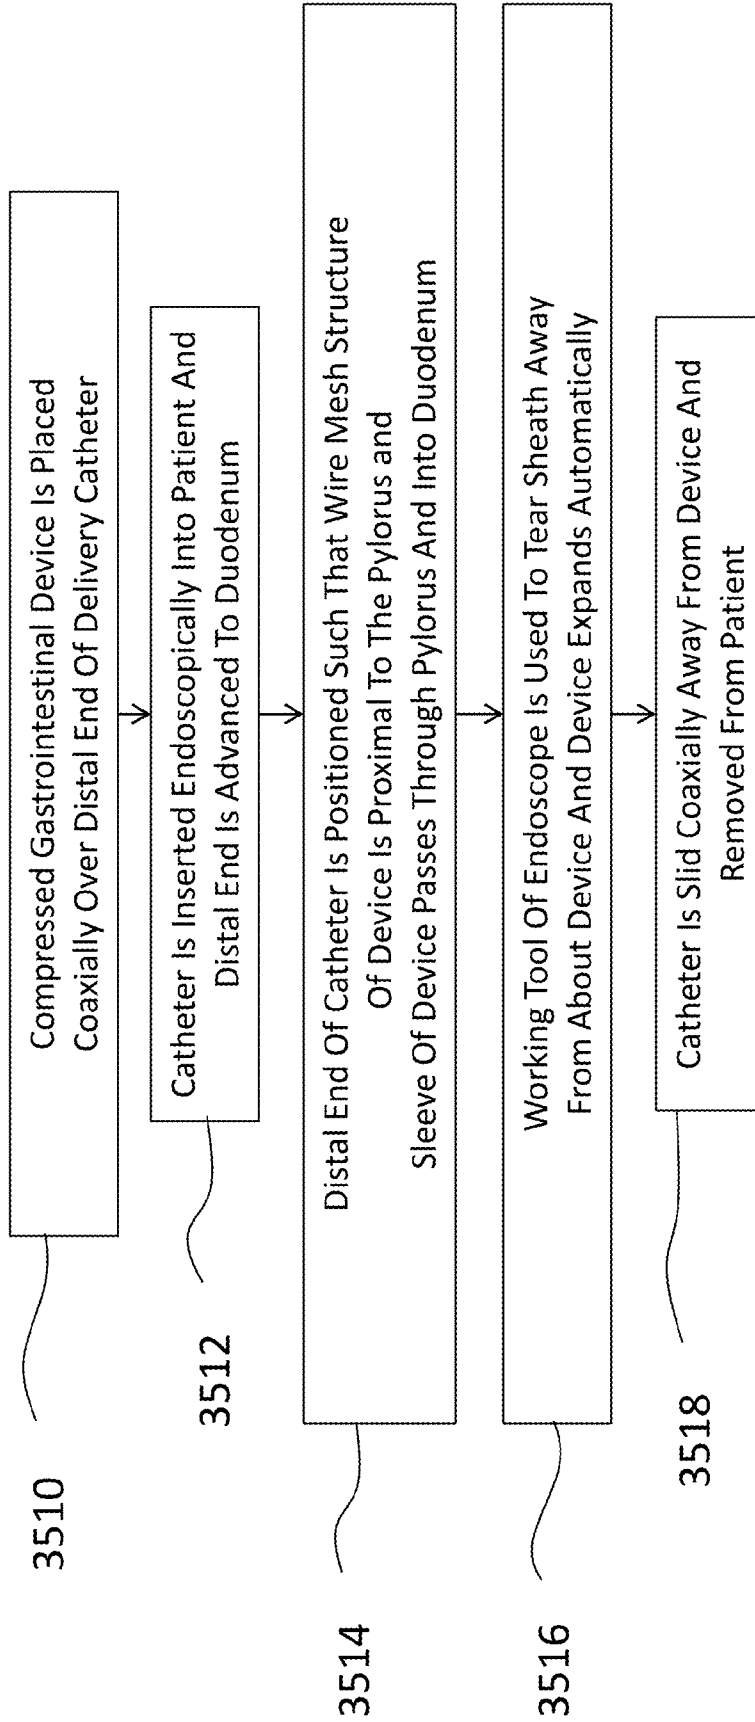 3510
Compressed Gastrointestinal Device Is Placed
Coaxially Over Distal End Of Delivery Catheter
3512
Catheter Is Inserted Endoscopically Into Patient And
Distal End Is Advanced To Duodenum
3514
Distal End Of Catheter Is Positioned Such That Wire Mesh Structure
Of Device Is Proximal To The Pylorus and
Sleeve Of Device Passes Through Pylorus And Into Duodenum
3516
Working Tool Of Endoscope Is Used To Tear Sheath Away
From About Device And Device Expands Automatically
3518
Catheter Is Slid Coaxially Away From Device And
Removed From Patient